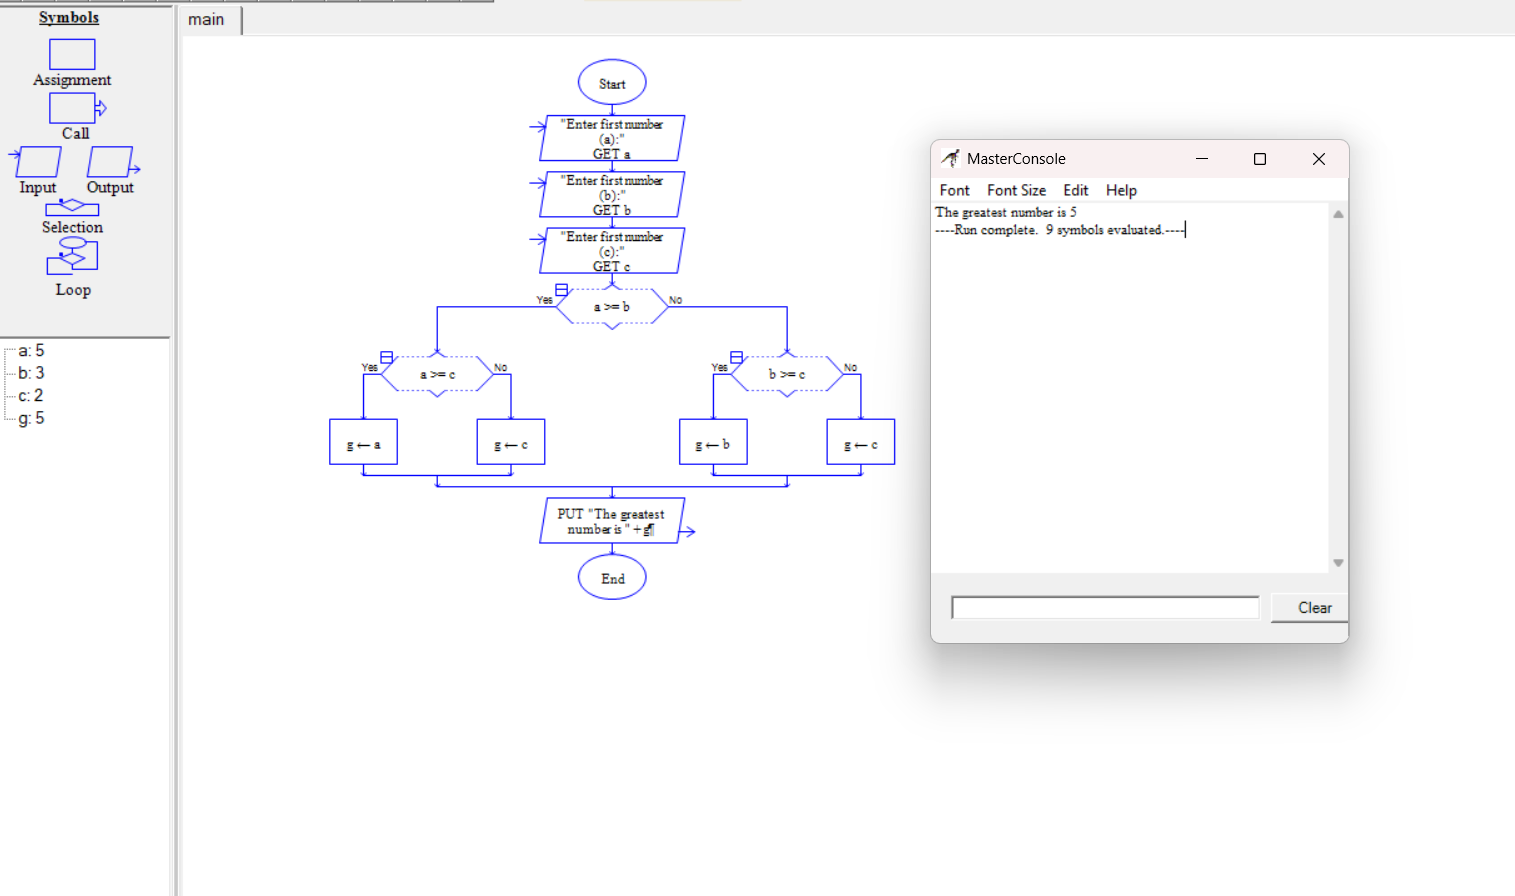 Symbols
Assignment
Call
Input Output
Selection
Loop
a: 5
b: 3
c: 2
g: 5
main
Start
"Enter first number
(a):"
GET a
"Enter first number
(b):"
GET b
"Enter first number
(c):"
GET c
Yes a >= b No
Yes a >= c No
Yes b >= c No
g ← a
g ← c
g ← b
g ← c
PUT "The greatest
number is " + g¶
End
MasterConsole
Font Font Size Edit Help
The greatest number is 5
----Run complete.  9 symbols evaluated.----
Clear